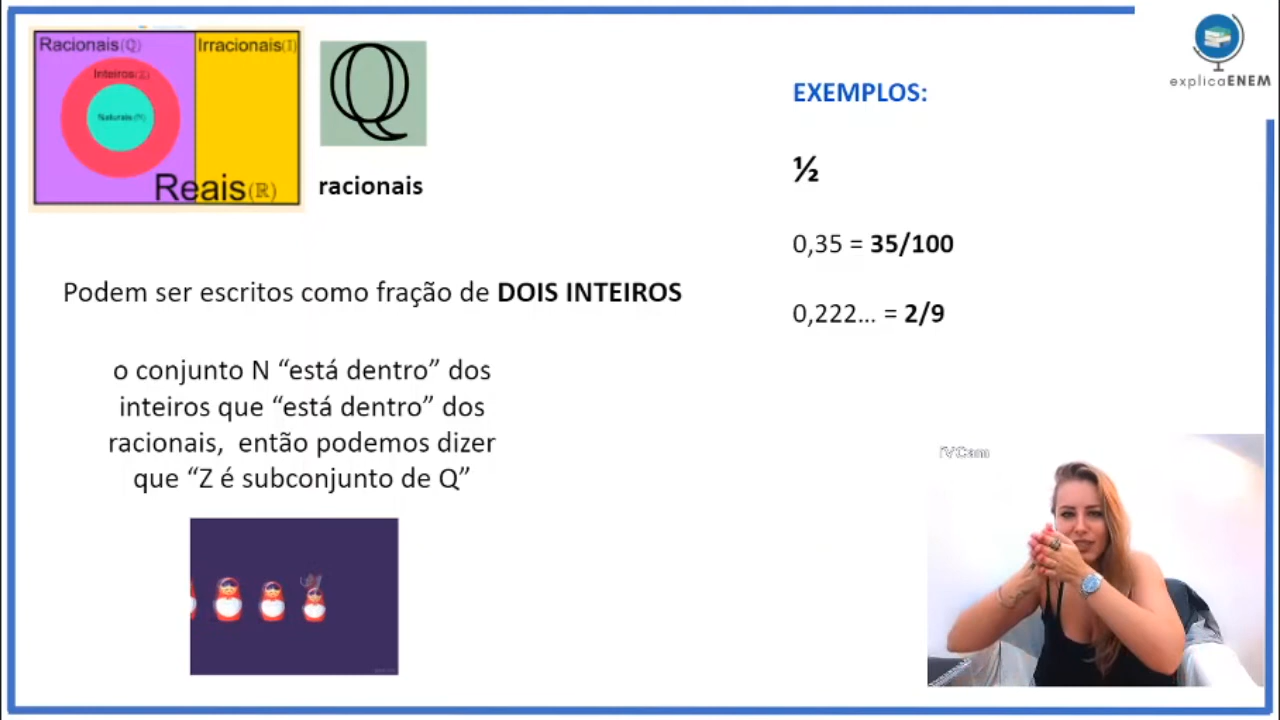 Racionais(Q)
Irracionais(I)
Inteiros(Z)
Naturais(N)
Reais(ℝ)
ℚ
racionais
Podem ser escritos como fração de DOIS INTEIROS
o conjunto N “está dentro” dos
inteiros que “está dentro” dos
racionais, então podemos dizer
que “Z é subconjunto de Q”
EXEMPLOS:
½
0,35 = 35/100
0,222... = 2/9
explicaENEM
iVCam